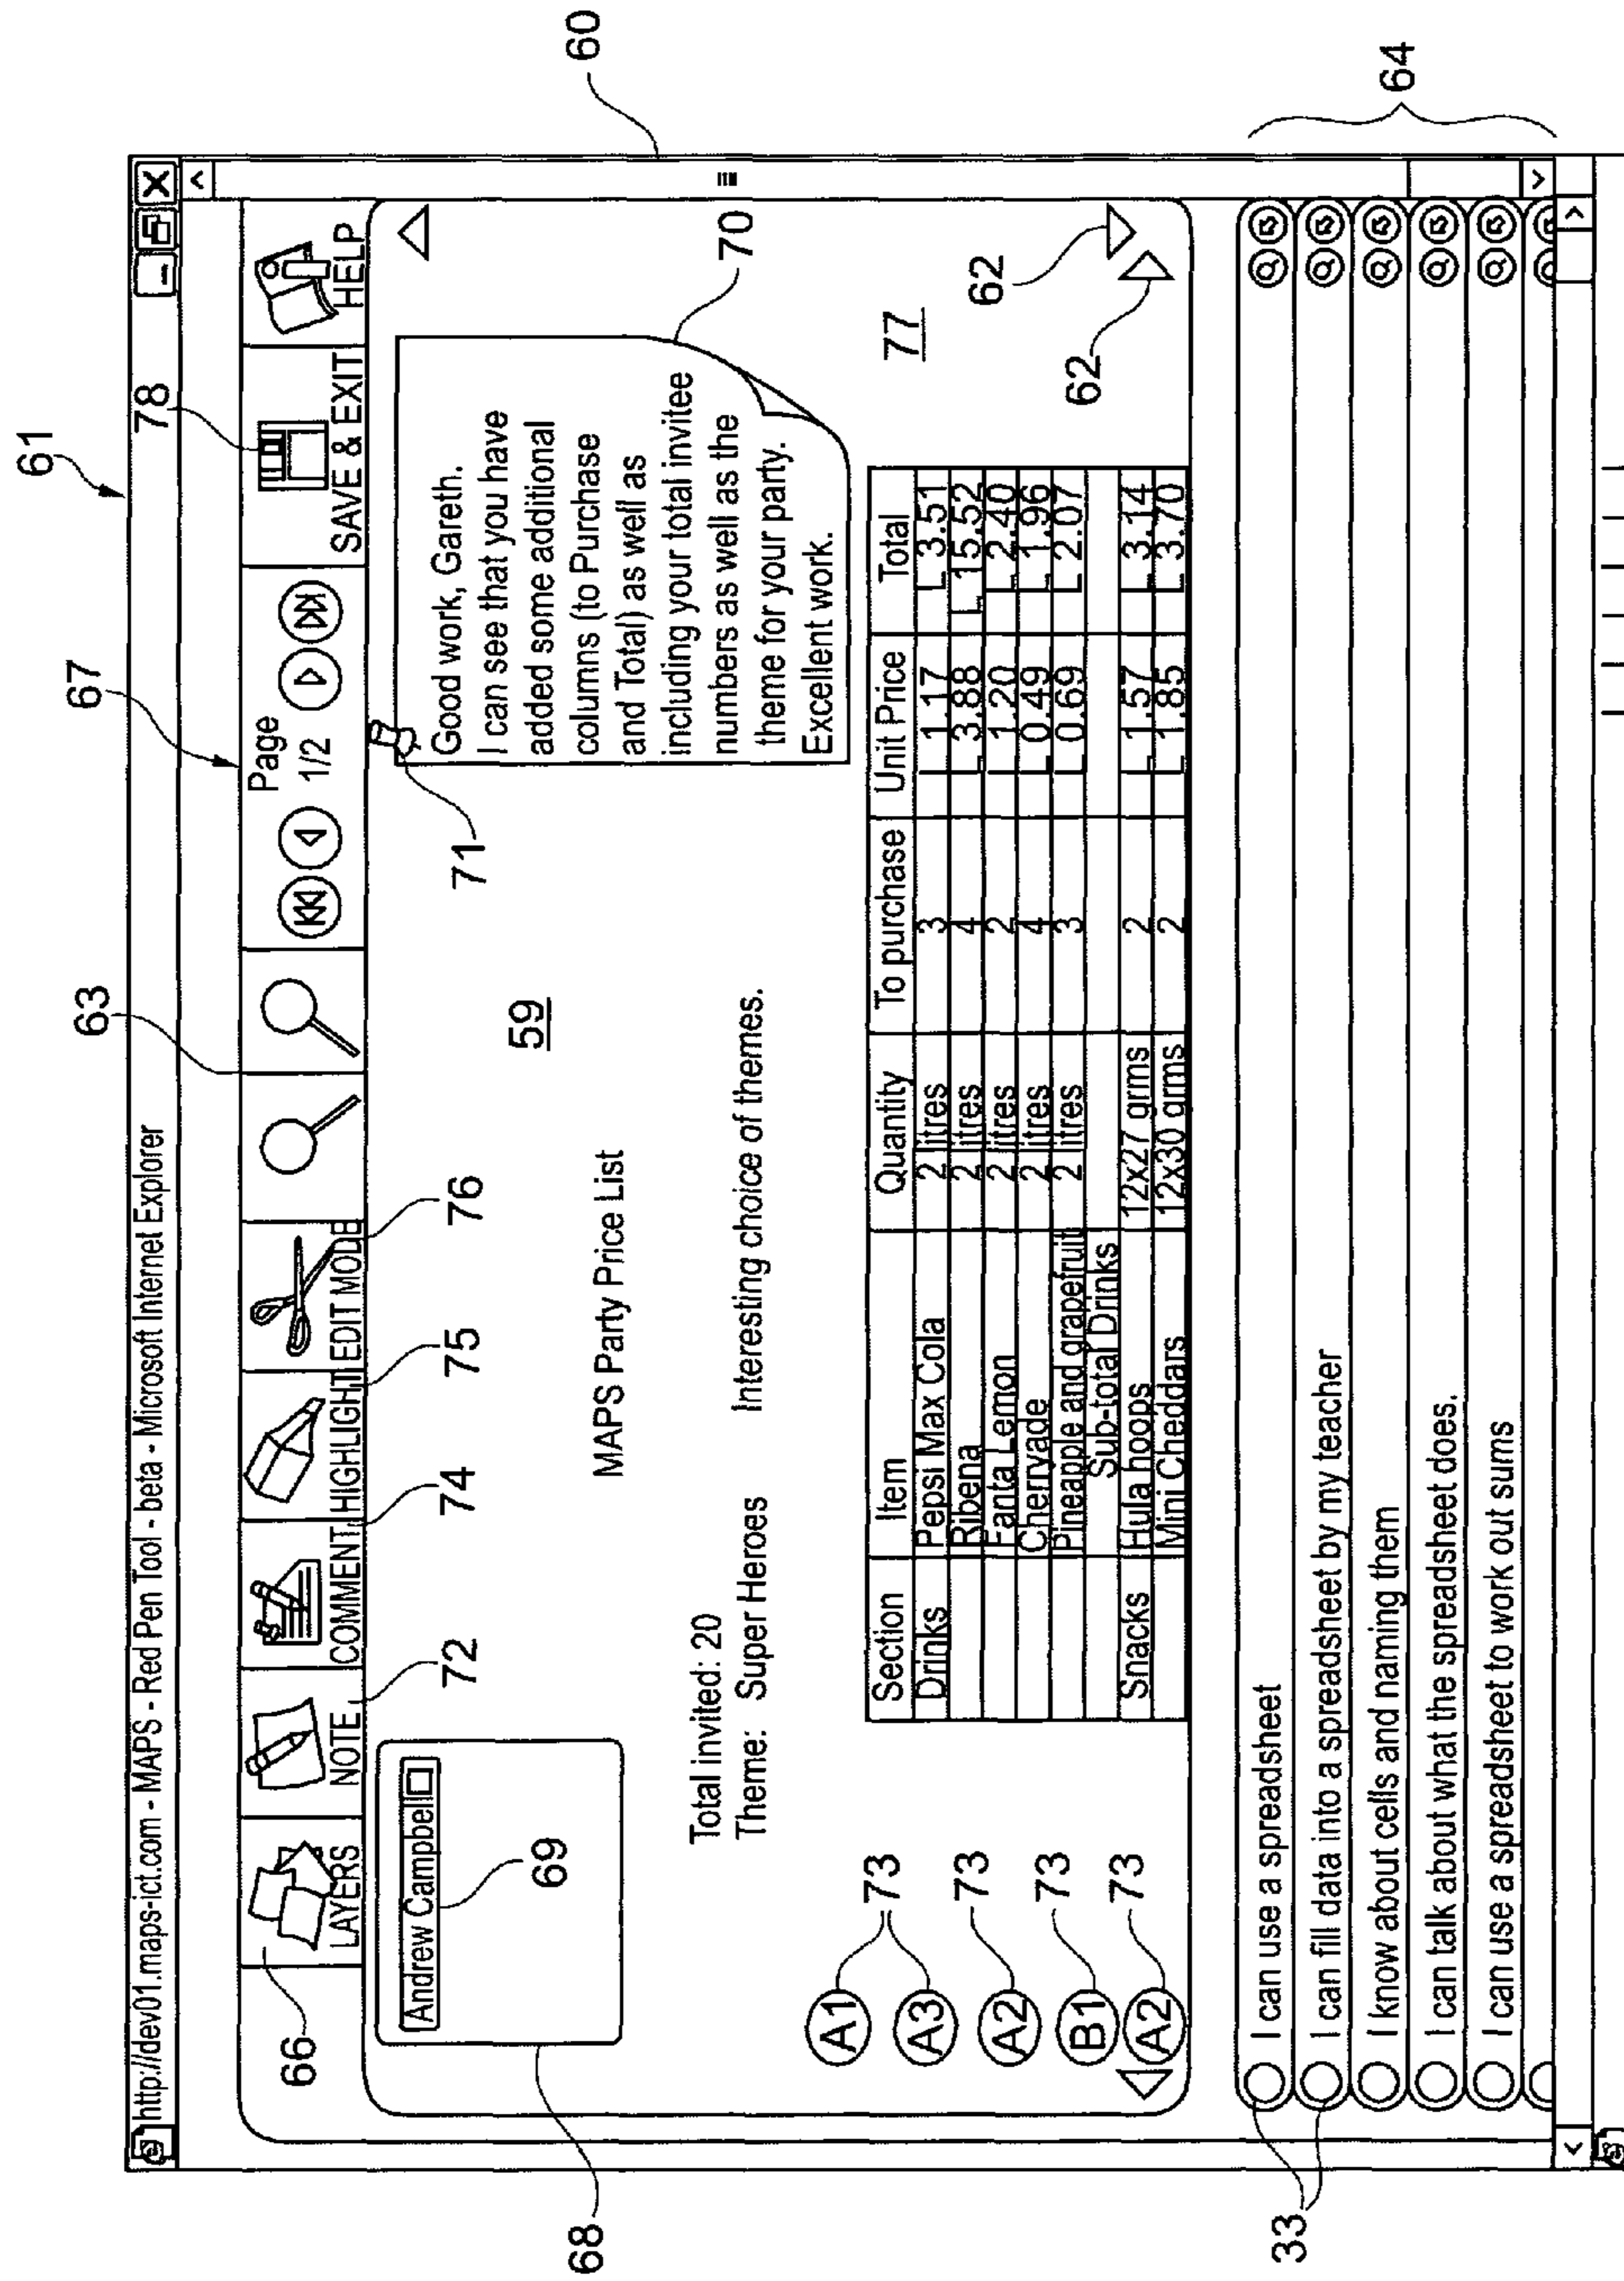 61
67
63
78
60
http://dev01.maps-ict.com - MAPS - Red Pen Tool - beta - Microsoft Internet Explorer
66
LAYERS
NOTE
COMMENT
HIGHLIGHT
EDIT MODE
Page
1/2
SAVE & EXIT
HELP
72
74
75
76
71
70
68
Andrew Campbell
69
59
77
Good work, Gareth.
I can see that you have
added some additional
columns (to Purchase
and Total) as well as
including your total invitee
numbers as well as the
theme for your party.
Excellent work.
MAPS Party Price List
Total invited: 20
Theme: Super Heroes Interesting choice of themes.
A1
A3
A2
B1
A2
73
73
73
73
62
62
Section Item Quantity To purchase Unit Price Total
Drinks Pepsi Max Cola 2 litres 3 L 1.17 L 3.51
Ribena 2 litres 4 L 3.88 L 15.52
Fanta Lemon 2 litres 2 L 1.20 L 2.40
Cherryade 2 litres 4 L 0.49 L 1.96
Pineapple and grapefruit 2 litres 3 L 0.69 L 2.07
Sub-total Drinks
Snacks Hula hoops 12x27 grms 2 L 1.57 L 3.14
Mini Cheddars 12x30 grms 2 L 1.85 L 3.70
33
I can use a spreadsheet
I can fill data into a spreadsheet by my teacher
I know about cells and naming them
I can talk about what the spreadsheet does.
I can use a spreadsheet to work out sums
64